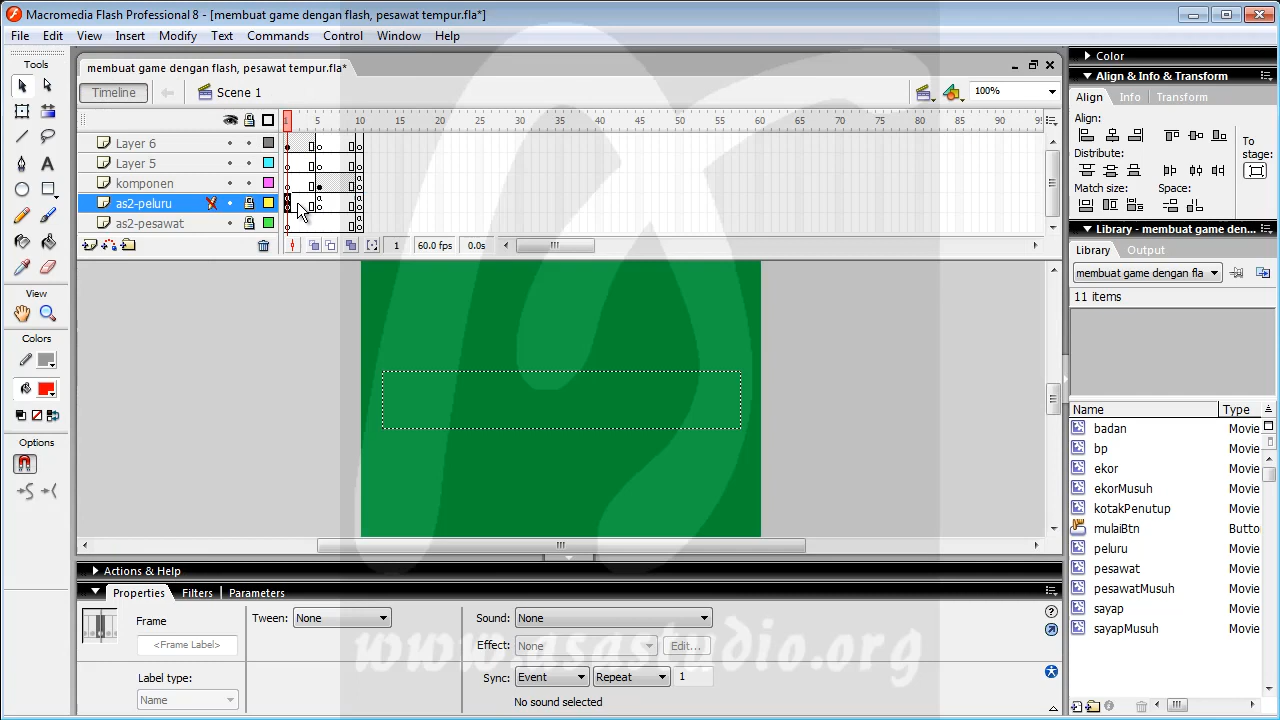 Macromedia Flash Professional 8 - [membuat game dengan flash, pesawat tempur.fla*]
File Edit View Insert Modify Text Commands Control Window Help
Tools
View
Colors
Options
membuat game dengan flash, pesawat tempur.fla*
Timeline Scene 1 100%
1 5 10 15 20 25 30 35 40 45 50 55 60 65 70 75 80 85 90 95
Layer 6
Layer 5
komponen
as2-peluru
as2-pesawat
1 60.0 fps 0.0s
Color
Align & Info & Transform
Align Info Transform
Align:
Distribute:
Match size: Space:
To stage:
Library - membuat game den...
Library Output
membuat game dengan fla
11 items
Name Type
badan Movie
bp Movie
ekor Movie
ekorMusuh Movie
kotakPenutup Movie
mulaiBtn Butto
peluru Movie
pesawat Movie
pesawatMusuh Movie
sayap Movie
sayapMusuh Movie
Actions & Help
Properties Filters Parameters
Frame
<Frame Label>
Label type:
Name
Tween: None
Sound: None
Effect: None Edit...
Sync: Event Repeat 1
No sound selected
www.asastudio.org